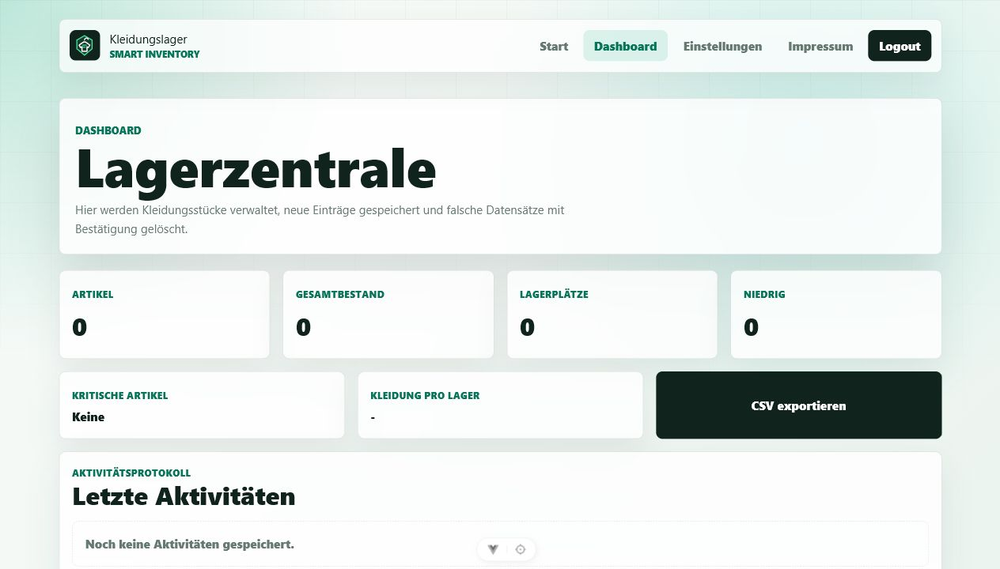 Kleidungslager
SMART INVENTORY
Start
Dashboard
Einstellungen
Impressum
Logout
DASHBOARD
Lagerzentrale
Hier werden Kleidungsstücke verwaltet, neue Einträge gespeichert und falsche Datensätze mit
Bestätigung gelöscht.
ARTIKEL
0
GESAMTBESTAND
0
LAGERPLÄTZE
0
NIEDRIG
0
KRITISCHE ARTIKEL
Keine
KLEIDUNG PRO LAGER
-
CSV exportieren
AKTIVITÄTSPROTOKOLL
Letzte Aktivitäten
Noch keine Aktivitäten gespeichert.